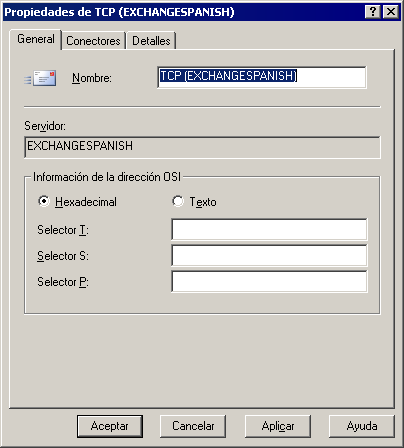 Propiedades de TCP (EXCHANGESPANISH)
General Conectores Detalles
Nombre: TCP (EXCHANGESPANISH)
Servidor:
EXCHANGESPANISH
Información de la dirección OSI
Hexadecimal Texto
Selector T:
Selector S:
Selector P:
Aceptar Cancelar Aplicar Ayuda